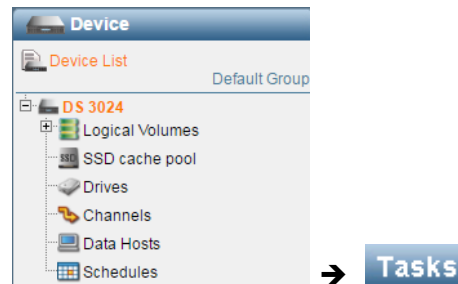 Device
Device List
Default Group
DS 3024
Logical Volumes
SSD SSD cache pool
Drives
Channels
Data Hosts
Schedules
→ Tasks